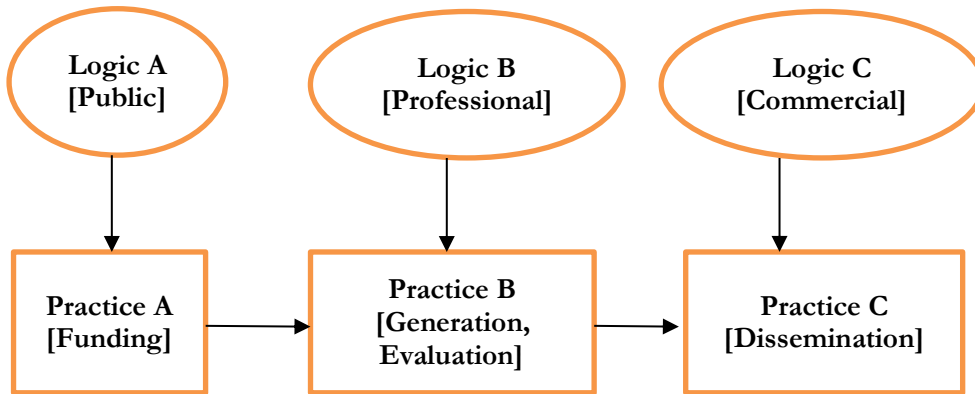 Logic A
[Public]
Logic B
[Professional]
Logic C
[Commercial]
Practice A
[Funding]
Practice B
[Generation,
Evaluation]
Practice C
[Dissemination]